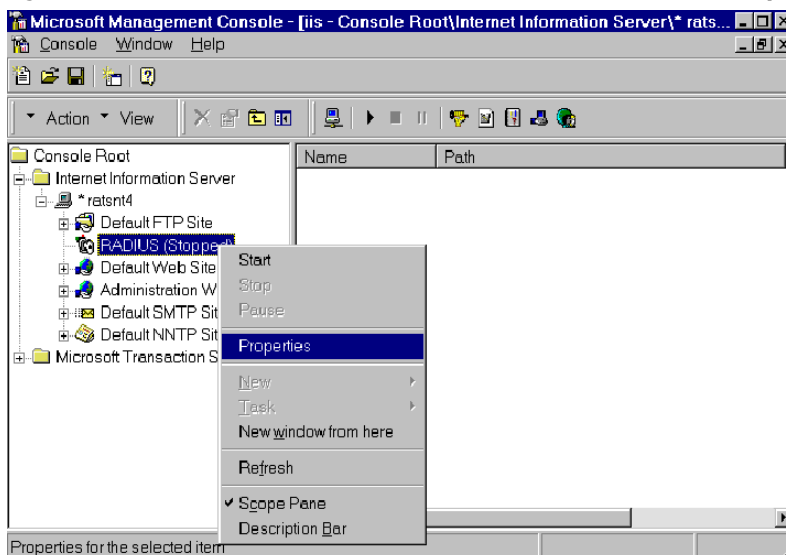 Microsoft Management Console - [iis - Console Root\Internet Information Server\* rats...
Console Window Help
Action View
Console Root
Internet Information Server
* ratsnt4
Default FTP Site
RADIUS (Stopped)
Default Web Site
Administration W
Default SMTP Sit
Default NNTP Sit
Microsoft Transaction S
Name Path
Start
Stop
Pause
Properties
New
Task
New window from here
Refresh
Scope Pane
Description Bar
Properties for the selected item